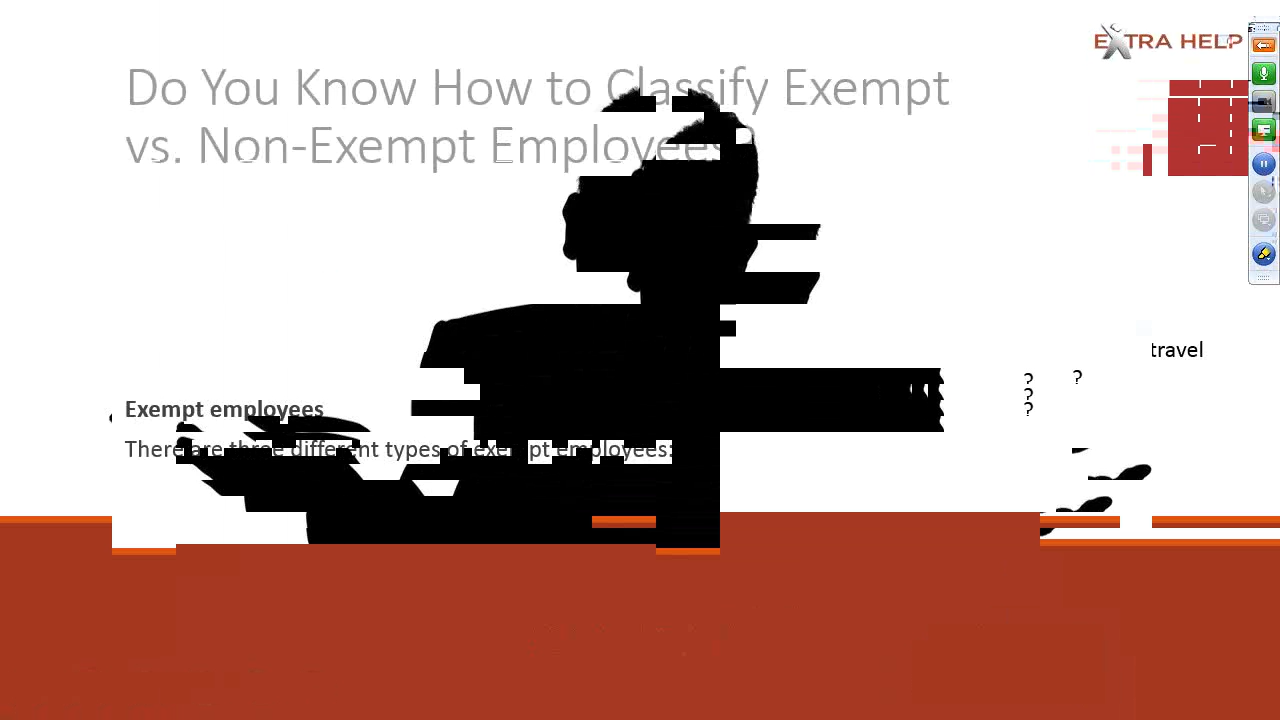 EXTRA HELP
Do You Know How to Classify Exempt
vs. Non-Exempt Employees?
travel
? ?
?
?
Exempt employees
There are three different types of exempt employees: